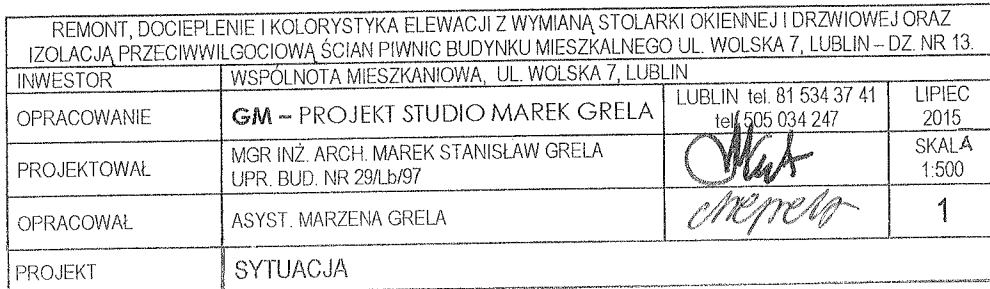 REMONT, DOCIEPLENIE I KOLORYSTYKA ELEWACJI Z WYMIANĄ STOLARKI OKIENNEJ I DRZWIOWEJ ORAZ
IZOLACJĄ PRZECIWWILGOCIOWĄ ŚCIAN PIWNIC BUDYNKU MIESZKALNEGO UL. WOLSKA 7, LUBLIN – DZ. NR 13.
INWESTOR WSPÓLNOTA MIESZKANIOWA, UL. WOLSKA 7, LUBLIN
OPRACOWANIE GM – PROJEKT STUDIO MAREK GRELA
LUBLIN tel. 81 534 37 41
tel. 505 034 247
LIPIEC
2015
PROJEKTOWAŁ
MGR INŻ. ARCH. MAREK STANISŁAW GRELA
UPR. BUD. NR 29/Lb/97
SKALA
1:500
OPRACOWAŁ ASYST. MARZENA GRELA
1
PROJEKT SYTUACJA